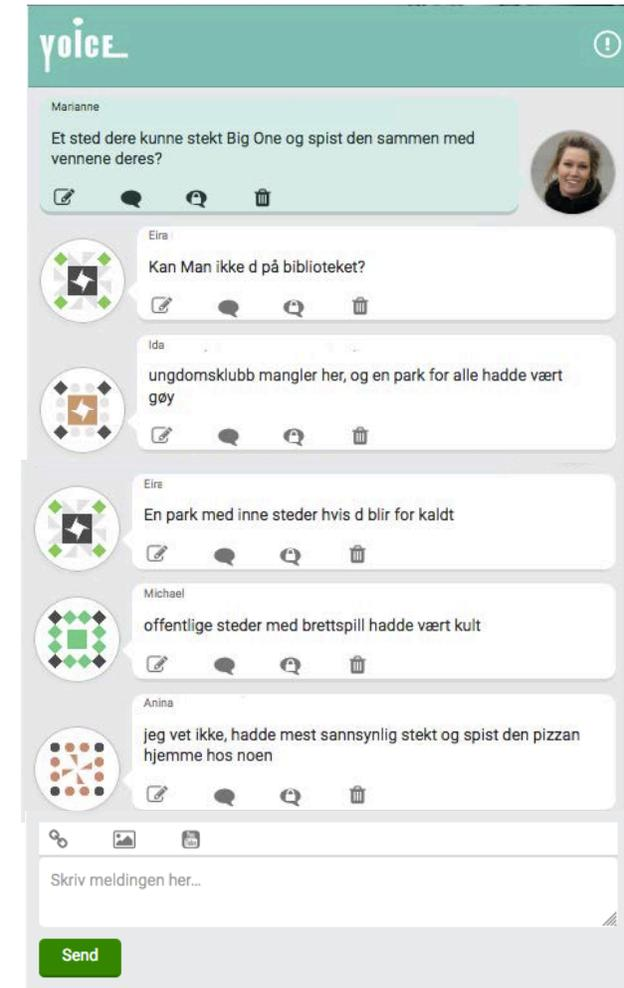 yoice
Marianne
Et sted dere kunne stekt Big One og spist den sammen med
vennene deres?
Eira
Kan Man ikke d på biblioteket?
Ida
ungdomsklubb mangler her, og en park for alle hadde vært
gøy
Eira
En park med inne steder hvis d blir for kaldt
Michael
offentlige steder med brettspill hadde vært kult
Anina
jeg vet ikke, hadde mest sannsynlig stekt og spist den pizzan
hjemme hos noen
Skriv meldingen her...
Send